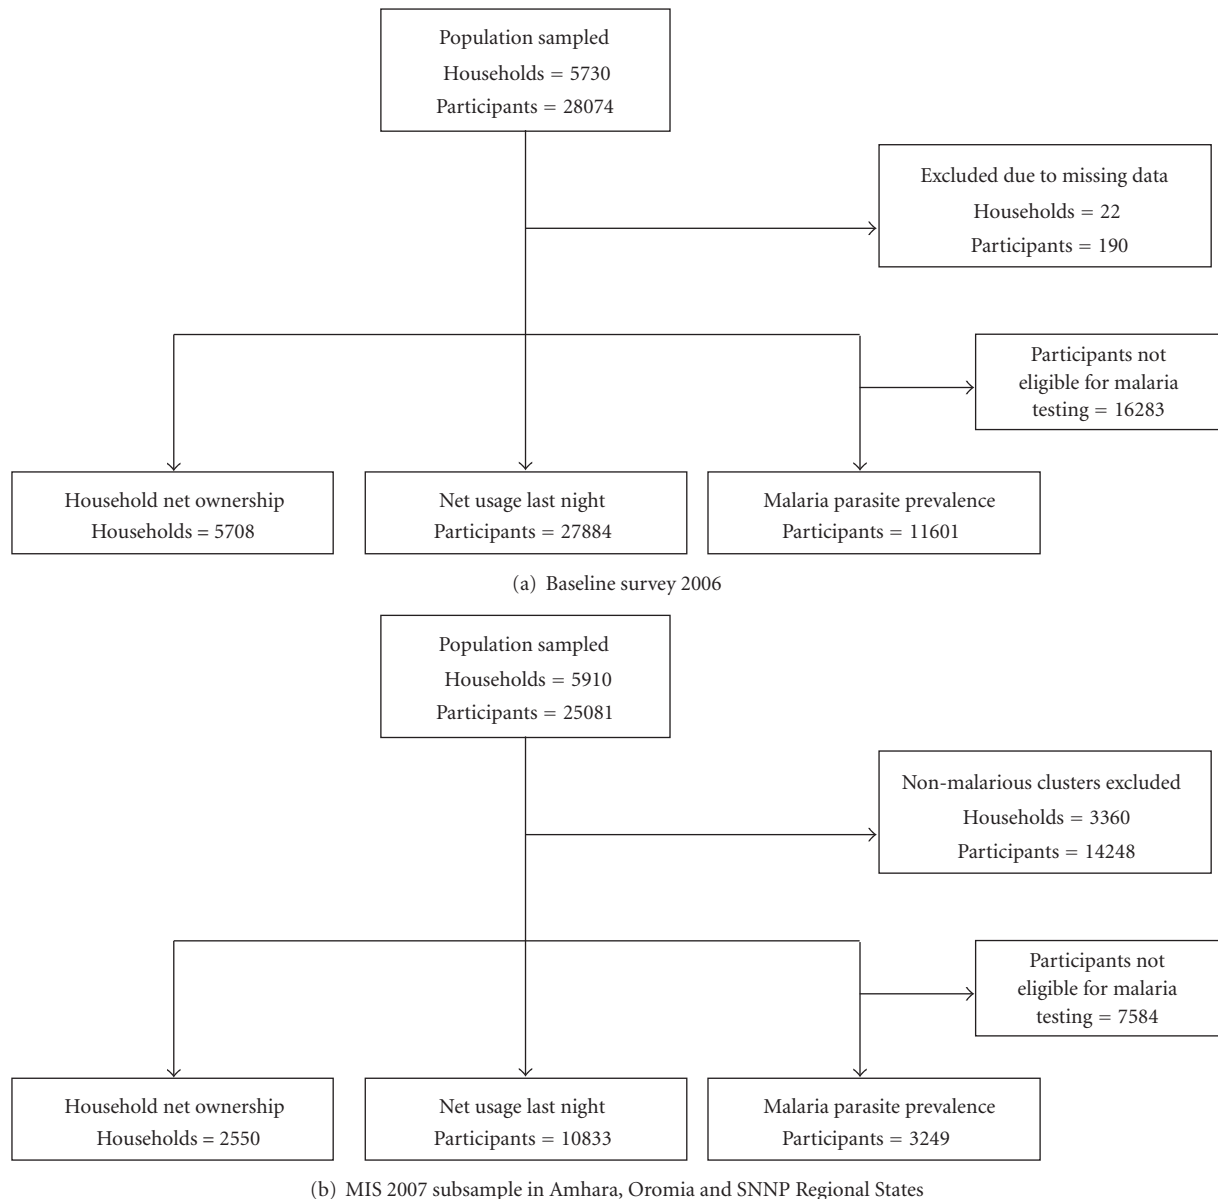 Population sampled
Households = 5730
Participants = 28074
Excluded due to missing data
Households = 22
Participants = 190
Participants not
eligible for malaria
testing = 16283
Household net ownership
Households = 5708
Net usage last night
Participants = 27884
Malaria parasite prevalence
Participants = 11601
(a) Baseline survey 2006
Population sampled
Households = 5910
Participants = 25081
Non-malarious clusters excluded
Households = 3360
Participants = 14248
Participants not
eligible for malaria
testing = 7584
Household net ownership
Households = 2550
Net usage last night
Participants = 10833
Malaria parasite prevalence
Participants = 3249
(b) MIS 2007 subsample in Amhara, Oromia and SNNP Regional States